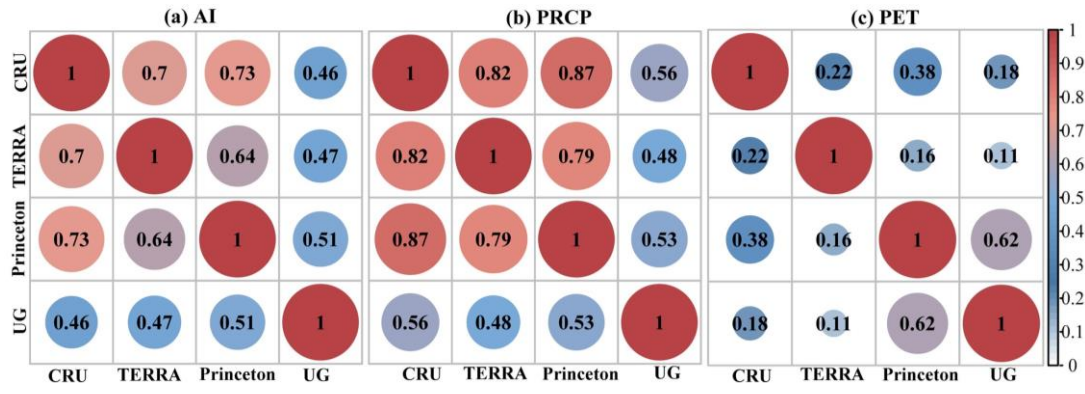 (a) AI (b) PRCP (c) PET
CRU 1 0.7 0.73 0.46 1 0.82 0.87 0.56 1 0.22 0.38 0.18
TERRA 0.7 1 0.64 0.47 0.82 1 0.79 0.48 0.22 1 0.16 0.11
Princeton 0.73 0.64 1 0.51 0.87 0.79 1 0.53 0.38 0.16 1 0.62
UG 0.46 0.47 0.51 1 0.56 0.48 0.53 1 0.18 0.11 0.62 1
CRU TERRA Princeton UG CRU TERRA Princeton UG CRU TERRA Princeton UG
1
0.9
0.8
0.7
0.6
0.5
0.4
0.3
0.2
0.1
0